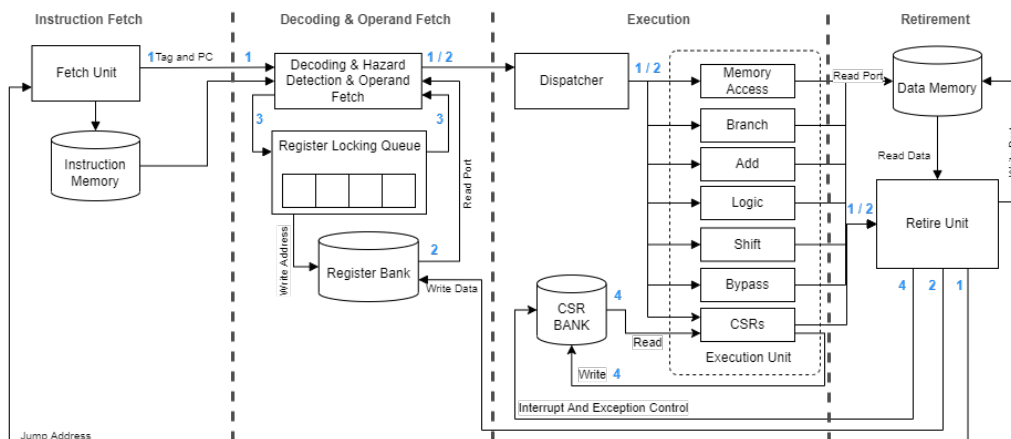 Instruction Fetch
Decoding & Operand Fetch
Execution
Retirement
Fetch Unit
1
Tag and PC
1
Decoding & Hazard
Detection & Operand
Fetch
1 / 2
Dispatcher
1 / 2
Memory
Access
Read Port
Data Memory
3
3
Branch
Instruction
Memory
Register Locking Queue
Add
Read Data
Read Port
Logic
1 / 2
Retire Unit
Write Address
2
Register Bank
Shift
Write Data
Bypass
4
2
1
CSR
BANK
4
CSRs
Read
Execution Unit
Write
4
Interrupt And Exception Control
Jump Address